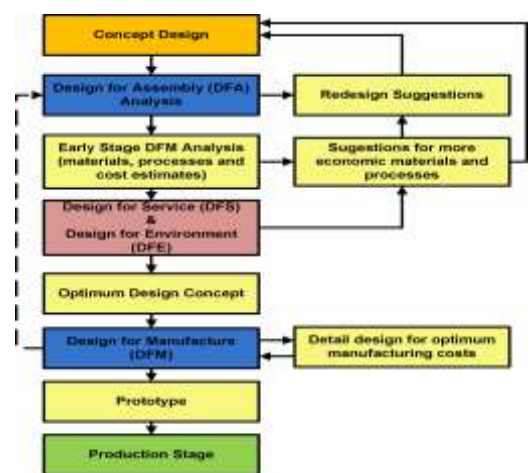 Concept Design
Design for Assembly (DFA)
Analysis
Redesign Suggestions
Early Stage DFM Analysis
(materials, processes and
cost estimates)
Sugestions for more
economic materials and
processes
Design for Service (DFS)
&
Design for Environment
(DFE)
Optimum Design Concept
Design for Manufacture
(DFM)
Detail design for optimum
manufacturing costs
Prototype
Production Stage